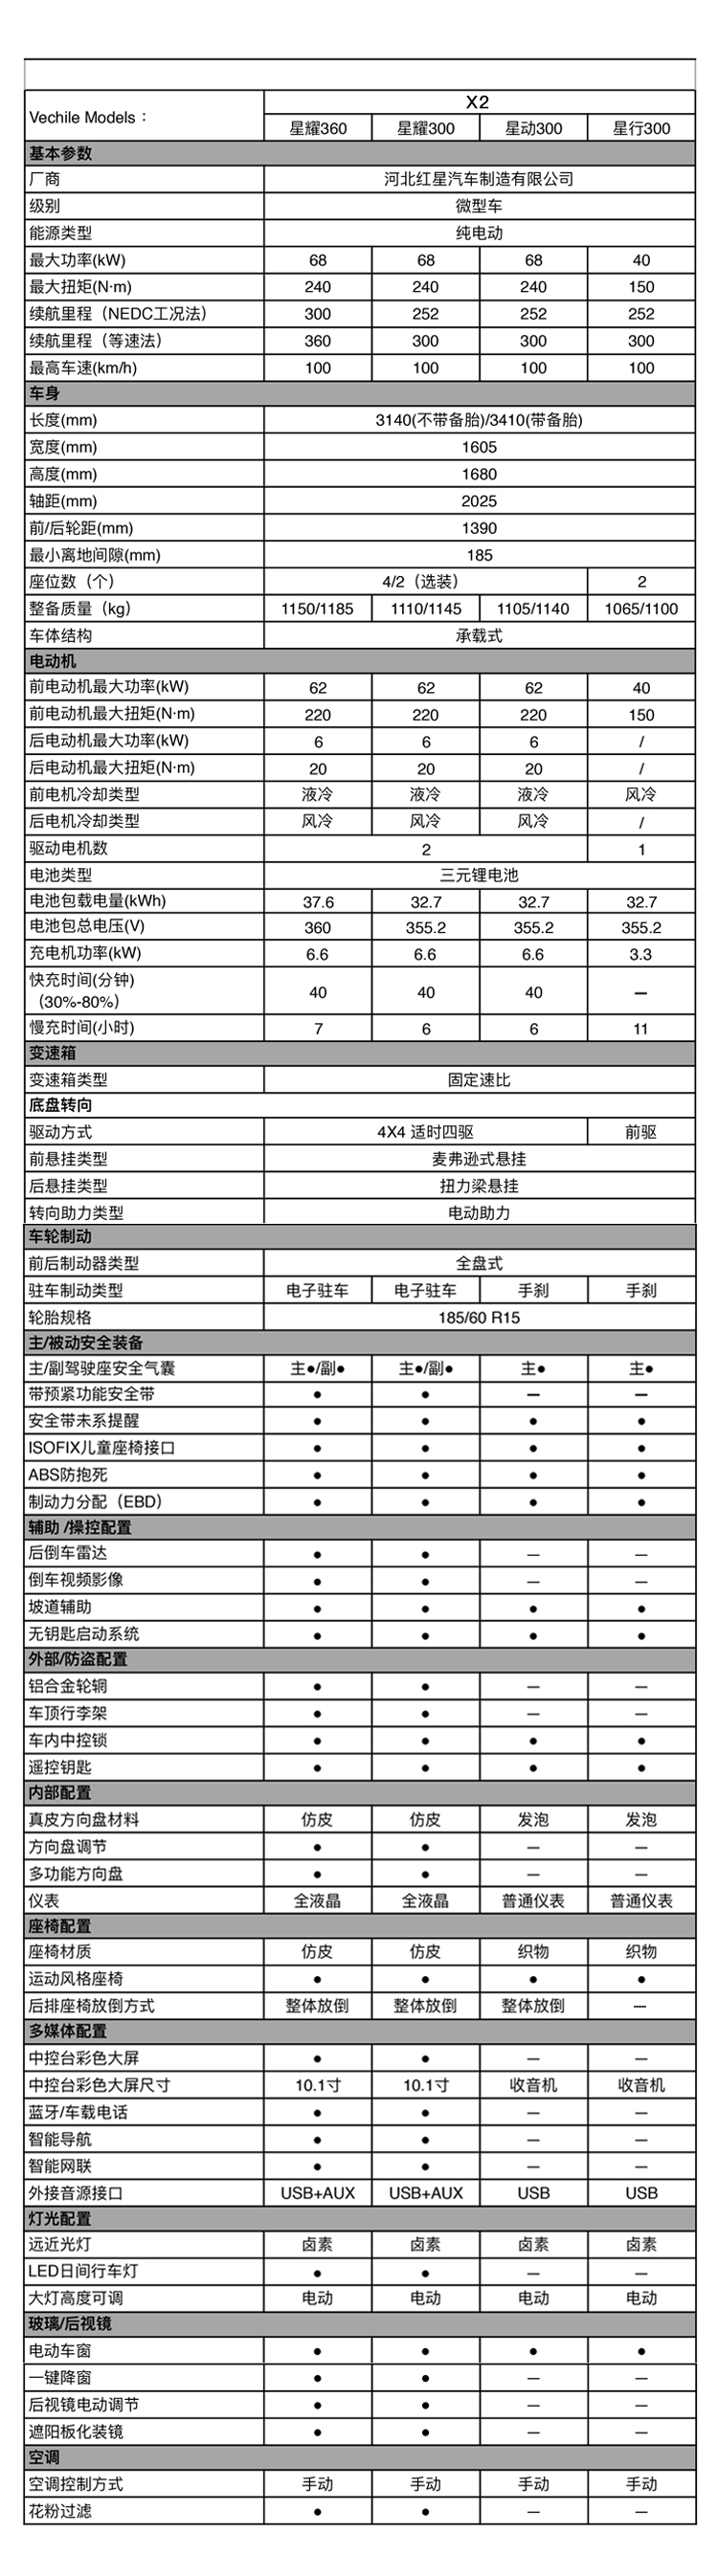 Vechile Models：
X2
星耀360 星耀300 星动300 星行300
基本参数
厂商 河北红星汽车制造有限公司
级别 微型车
能源类型 纯电动
最大功率(kW) 68 68 68 40
最大扭矩(N·m) 240 240 240 150
续航里程（NEDC工况法） 300 252 252 252
续航里程（等速法） 360 300 300 300
最高车速(km/h) 100 100 100 100
车身
长度(mm) 3140(不带备胎)/3410(带备胎)
宽度(mm) 1605
高度(mm) 1680
轴距(mm) 2025
前/后轮距(mm) 1390
最小离地间隙(mm) 185
座位数（个） 4/2（选装） 2
整备质量（kg） 1150/1185 1110/1145 1105/1140 1065/1100
车体结构 承载式
电动机
前电动机最大功率(kW) 62 62 62 40
前电动机最大扭矩(N·m) 220 220 220 150
后电动机最大功率(kW) 6 6 6 /
后电动机最大扭矩(N·m) 20 20 20 /
前电机冷却类型 液冷 液冷 液冷 风冷
后电机冷却类型 风冷 风冷 风冷 /
驱动电机数 2 1
电池类型 三元锂电池
电池包载电量(kWh) 37.6 32.7 32.7 32.7
电池包总电压(V) 360 355.2 355.2 355.2
充电机功率(kW) 6.6 6.6 6.6 3.3
快充时间(分钟)
（30%-80%） 40 40 40 —
慢充时间(小时) 7 6 6 11
变速箱
变速箱类型 固定速比
底盘转向
驱动方式 4X4 适时四驱 前驱
前悬挂类型 麦弗逊式悬挂
后悬挂类型 扭力梁悬挂
转向助力类型 电动助力
车轮制动
前后制动器类型 全盘式
驻车制动类型 电子驻车 电子驻车 手刹 手刹
轮胎规格 185/60 R15
主/被动安全装备
主/副驾驶座安全气囊 主●/副● 主●/副● 主● 主●
带预紧功能安全带 ● ● — —
安全带未系提醒 ● ● ● ●
ISOFIX儿童座椅接口 ● ● ● ●
ABS防抱死 ● ● ● ●
制动力分配（EBD） ● ● ● ●
辅助 /操控配置
后倒车雷达 ● ● — —
倒车视频影像 ● ● — —
坡道辅助 ● ● ● ●
无钥匙启动系统 ● ● ● ●
外部/防盗配置
铝合金轮辋 ● ● — —
车顶行李架 ● ● — —
车内中控锁 ● ● ● ●
遥控钥匙 ● ● ● ●
内部配置
真皮方向盘材料 仿皮 仿皮 发泡 发泡
方向盘调节 ● ● — —
多功能方向盘 ● ● — —
仪表 全液晶 全液晶 普通仪表 普通仪表
座椅配置
座椅材质 仿皮 仿皮 织物 织物
运动风格座椅 ● ● ● ●
后排座椅放倒方式 整体放倒 整体放倒 整体放倒 —
多媒体配置
中控台彩色大屏 ● ● — —
中控台彩色大屏尺寸 10.1寸 10.1寸 收音机 收音机
蓝牙/车载电话 ● ● — —
智能导航 ● ● — —
智能网联 ● ● — —
外接音源接口 USB+AUX USB+AUX USB USB
灯光配置
远近光灯 卤素 卤素 卤素 卤素
LED日间行车灯 ● ● — —
大灯高度可调 电动 电动 电动 电动
玻璃/后视镜
电动车窗 ● ● ● ●
一键降窗 ● ● — —
后视镜电动调节 ● ● — —
遮阳板化装镜 ● ● — —
空调
空调控制方式 手动 手动 手动 手动
花粉过滤 ● ● — —